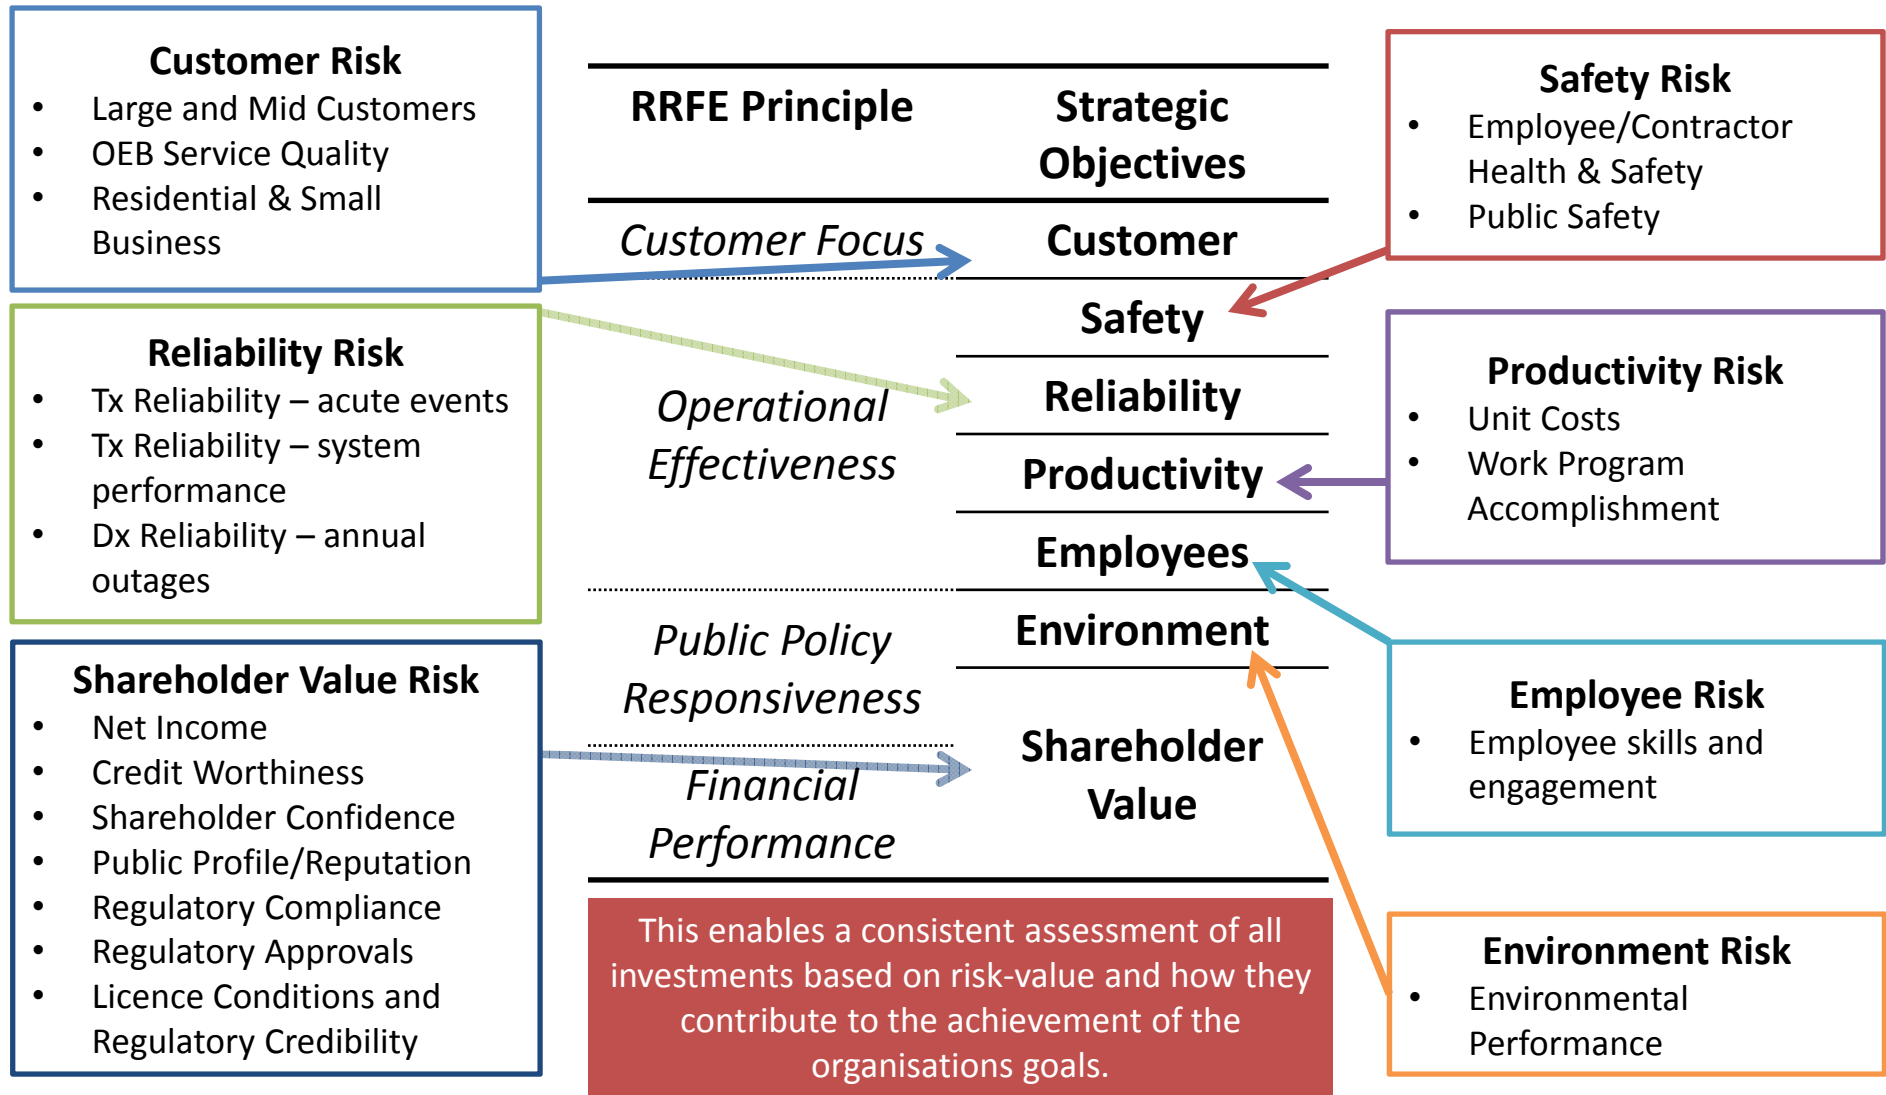 Customer Risk
• Large and Mid Customers
• OEB Service Quality
• Residential & Small
Business
Reliability Risk
• Tx Reliability – acute events
• Tx Reliability – system
performance
• Dx Reliability – annual
outages
Shareholder Value Risk
• Net Income
• Credit Worthiness
• Shareholder Confidence
• Public Profile/Reputation
• Regulatory Compliance
• Regulatory Approvals
• Licence Conditions and
Regulatory Credibility
RRFE Principle
Strategic
Objectives
Customer Focus
Customer
Operational
Effectiveness
Safety
Reliability
Productivity
Employees
Public Policy
Responsiveness
Environment
Financial
Performance
Shareholder
Value
This enables a consistent assessment of all
investments based on risk-value and how they
contribute to the achievement of the
organisations goals.
Safety Risk
• Employee/Contractor
Health & Safety
• Public Safety
Productivity Risk
• Unit Costs
• Work Program
Accomplishment
Employee Risk
• Employee skills and
engagement
Environment Risk
• Environmental
Performance